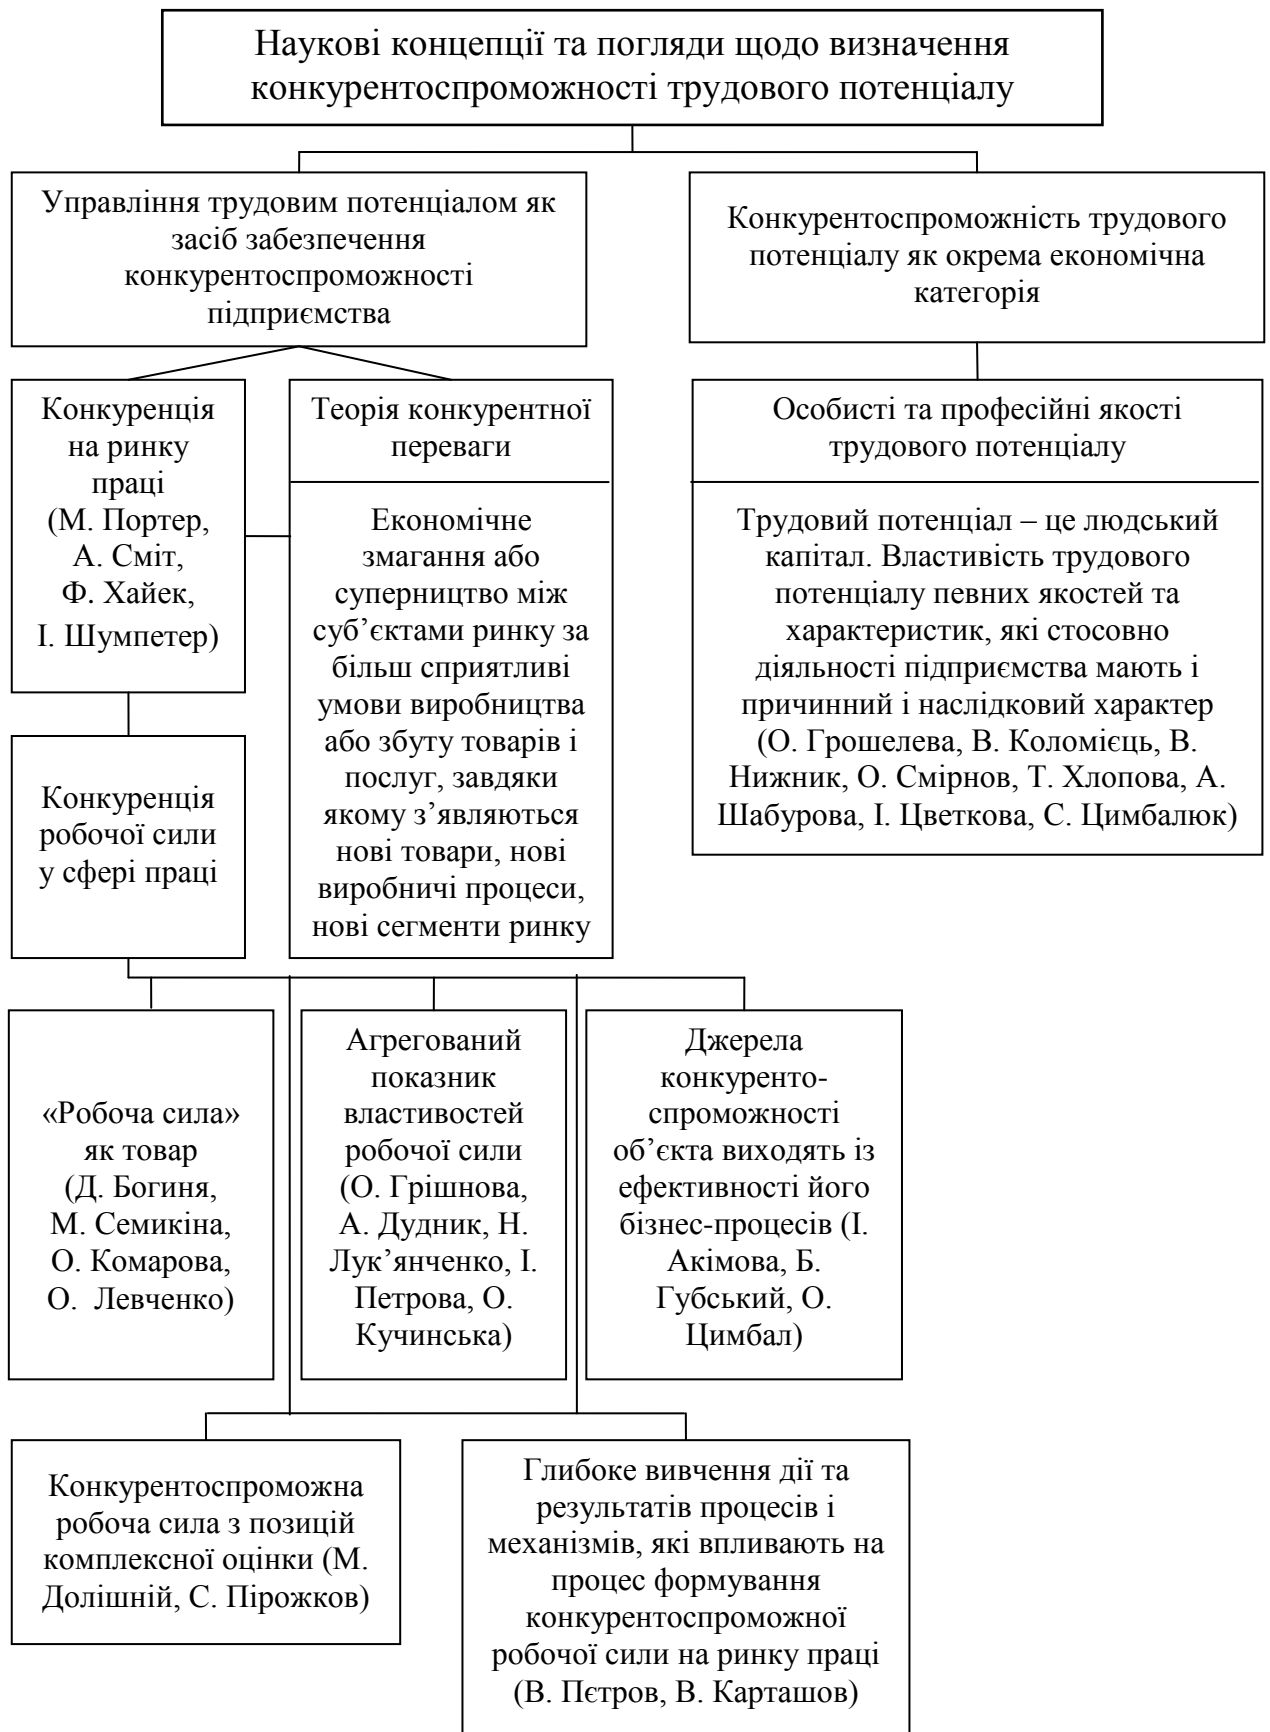 Наукові концепції та погляди щодо визначення
конкурентоспроможності трудового потенціалу
Управління трудовим потенціалом як
засіб забезпечення
конкурентоспроможності
підприємства
Конкурентоспроможність трудового
потенціалу як окрема економічна
категорія
Конкуренція
на ринку
праці
(М. Портер,
А. Сміт,
Ф. Хайек,
І. Шумпетер)
Теорія конкурентної
переваги
Економічне
змагання або
суперництво між
суб’єктами ринку за
більш сприятливі
умови виробництва
або збуту товарів і
послуг, завдяки
якому з’являються
нові товари, нові
виробничі процеси,
нові сегменти ринку
Особисті та професійні якості
трудового потенціалу
Трудовий потенціал – це людський
капітал. Властивість трудового
потенціалу певних якостей та
характеристик, які стосовно
діяльності підприємства мають і
причинний і наслідковий характер
(О. Грошелева, В. Коломієць, В.
Нижник, О. Смірнов, Т. Хлопова, А.
Шабурова, І. Цветкова, С. Цимбалюк)
Конкуренція
робочої сили
у сфері праці
«Робоча сила»
як товар
(Д. Богиня,
М. Семикіна,
О. Комарова,
О. Левченко)
Агрегований
показник
властивостей
робочої сили
(О. Грішнова,
А. Дудник, Н.
Лук’янченко, І.
Петрова, О.
Кучинська)
Джерела
конкуренто-
спроможності
об’єкта виходять із
ефективності його
бізнес-процесів (І.
Акімова, Б.
Губський, О.
Цимбал)
Конкурентоспроможна
робоча сила з позицій
комплексної оцінки (М.
Долішній, С. Пірожков)
Глибоке вивчення дії та
результатів процесів і
механізмів, які впливають на
процес формування
конкурентоспроможної
робочої сили на ринку праці
(В. Пєтров, В. Карташов)